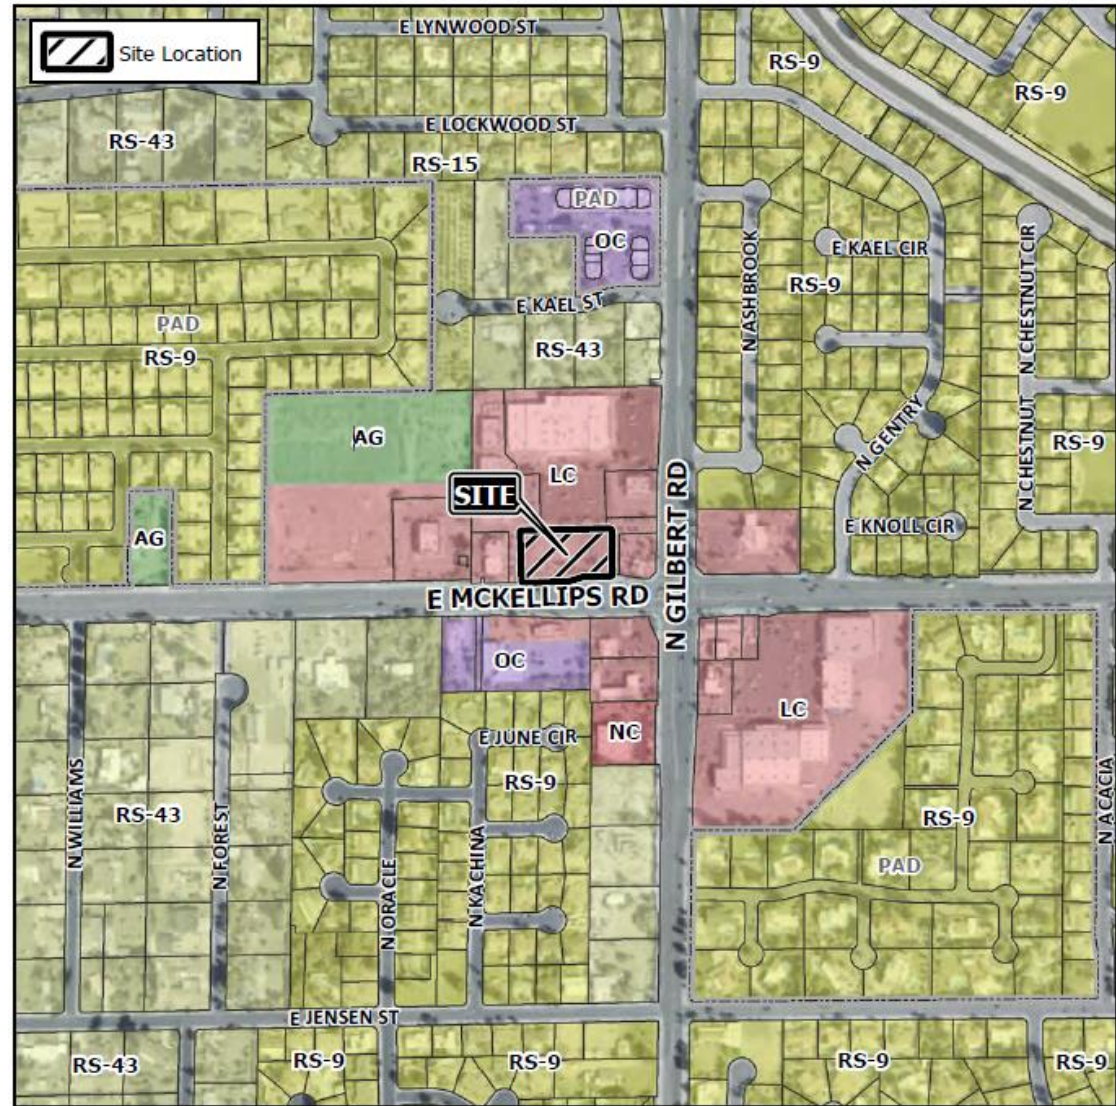 E LYNWOOD ST
Site Location
RS-9
RS-9
E LOCKWOOD ST
RS-43
RS-15
PAD
OC
N ASHBROOK
E KAEL CIR
N CHESTNUT CIR
RS-9
E KAEL ST
PAD
RS-9
RS-43
N GENTRY
AG
RS-9
N CHESTNUT
LC
SITE
N GILBERT RD
E KNOLL CIR
AG
E MCKELLIPS RD
OC
LC
NC
E JUNE CIR
RS-9
N WILLIAMS
RS-43
N FOREST
N ORACLE
N KACHINA
RS-9
N ACACIA
PAD
E JENSEN ST
RS-43
RS-9
RS-9
RS-9
RS-9